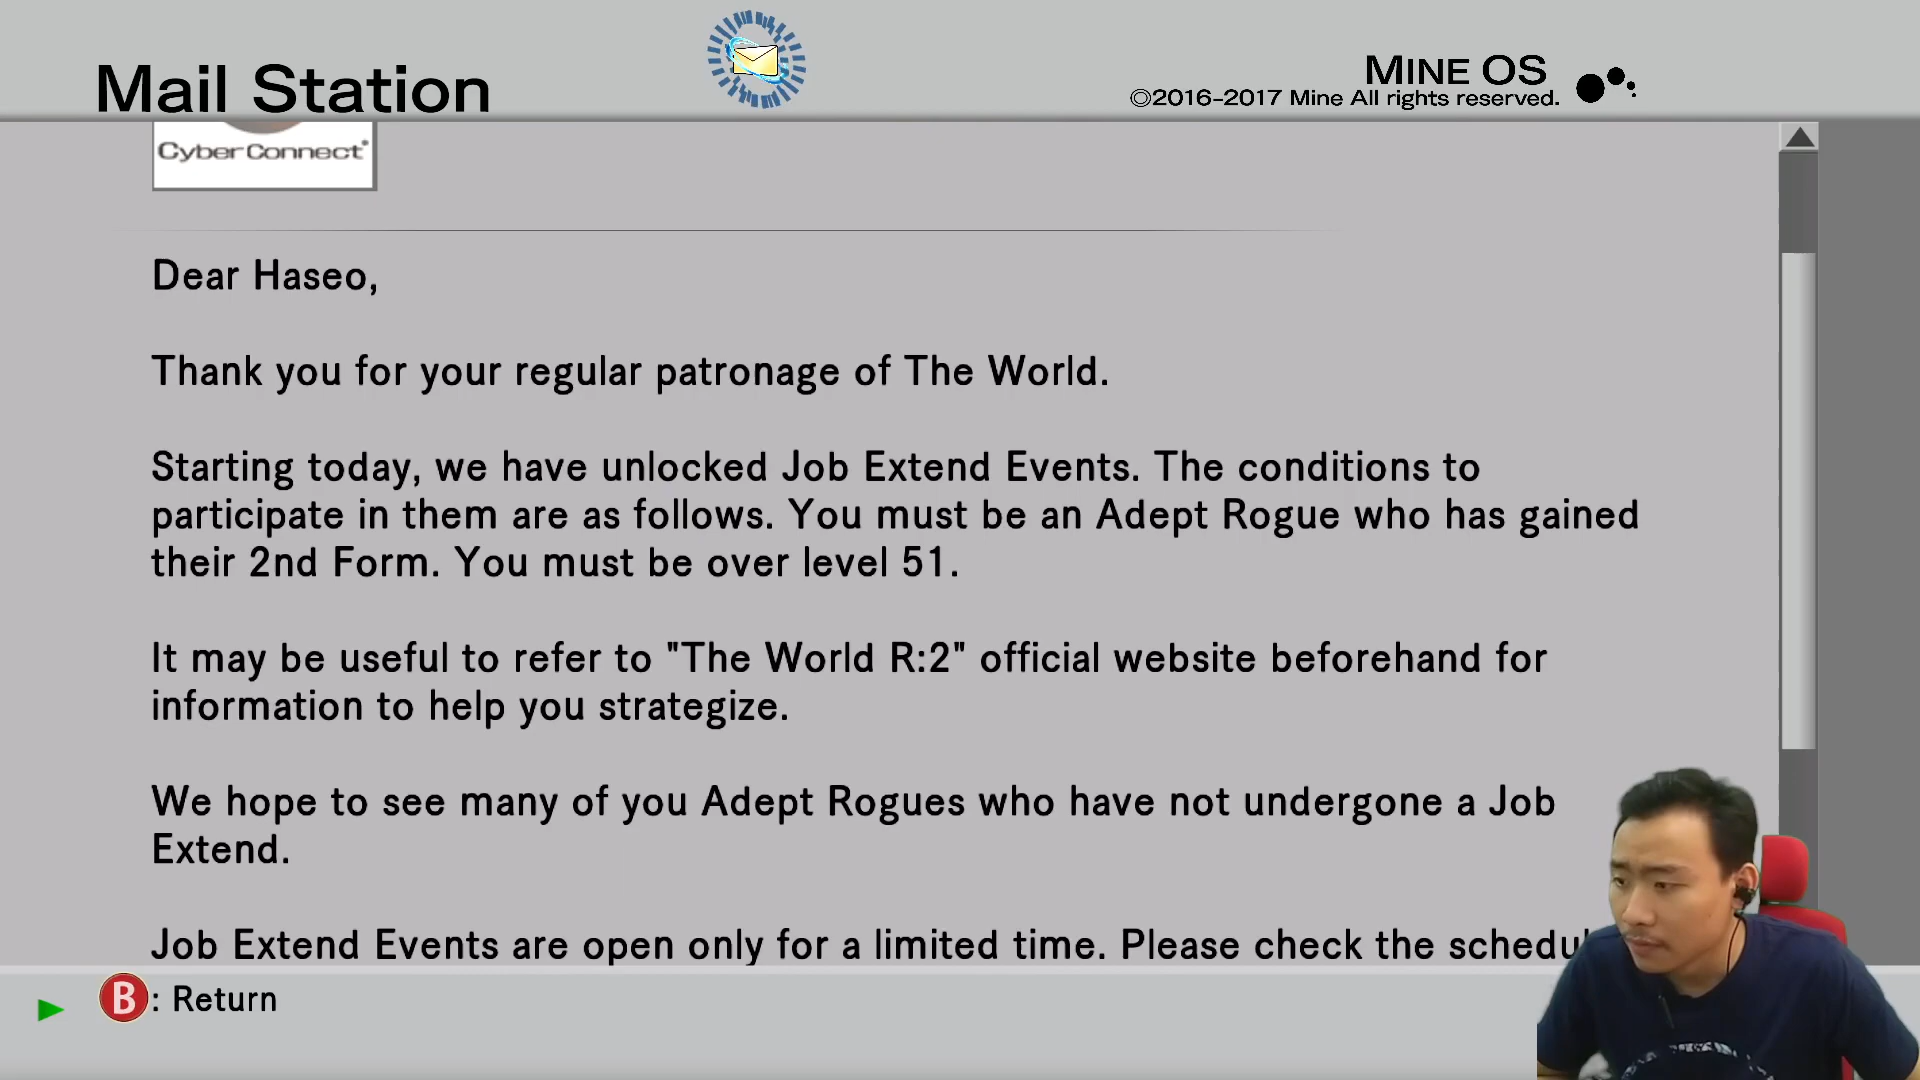 Mail Station
MINE OS
©2016-2017 Mine All rights reserved.
CyberConnect
Dear Haseo,
Thank you for your regular patronage of The World.
Starting today, we have unlocked Job Extend Events. The conditions to
participate in them are as follows. You must be an Adept Rogue who has gained
their 2nd Form. You must be over level 51.
It may be useful to refer to "The World R:2" official website beforehand for
information to help you strategize.
We hope to see many of you Adept Rogues who have not undergone a Job
Extend.
Job Extend Events are open only for a limited time. Please check the
B: Return